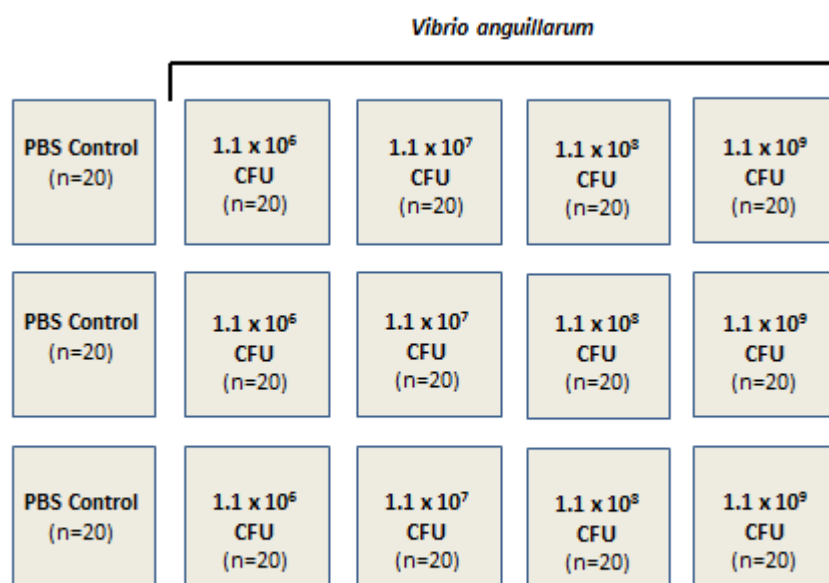 Vibrio anguillarum
PBS Control
(n=20)
1.1 x 10⁶
CFU
(n=20)
1.1 x 10⁷
CFU
(n=20)
1.1 x 10⁸
CFU
(n=20)
1.1 x 10⁹
CFU
(n=20)
PBS Control
(n=20)
1.1 x 10⁶
CFU
(n=20)
1.1 x 10⁷
CFU
(n=20)
1.1 x 10⁸
CFU
(n=20)
1.1 x 10⁹
CFU
(n=20)
PBS Control
(n=20)
1.1 x 10⁶
CFU
(n=20)
1.1 x 10⁷
CFU
(n=20)
1.1 x 10⁸
CFU
(n=20)
1.1 x 10⁹
CFU
(n=20)